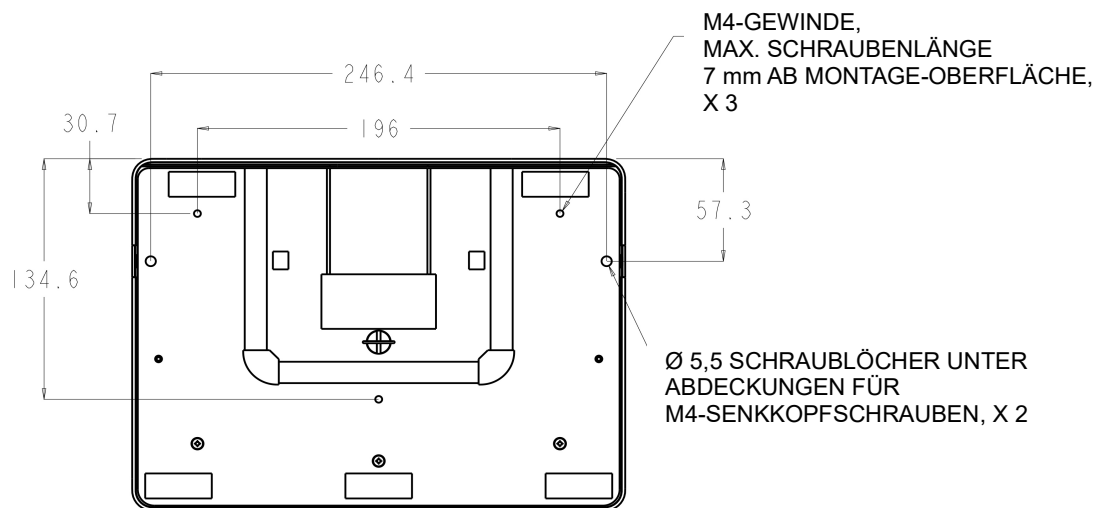 M4-GEWINDE,
MAX. SCHRAUBENLÄNGE
7 mm AB MONTAGE-OBERFLÄCHE,
X 3
246.4
30.7
196
57.3
134.6
Ø 5,5 SCHRAUBLÖCHER UNTER
ABDECKUNGEN FÜR
M4-SENKKOPFSCHRAUBEN, X 2